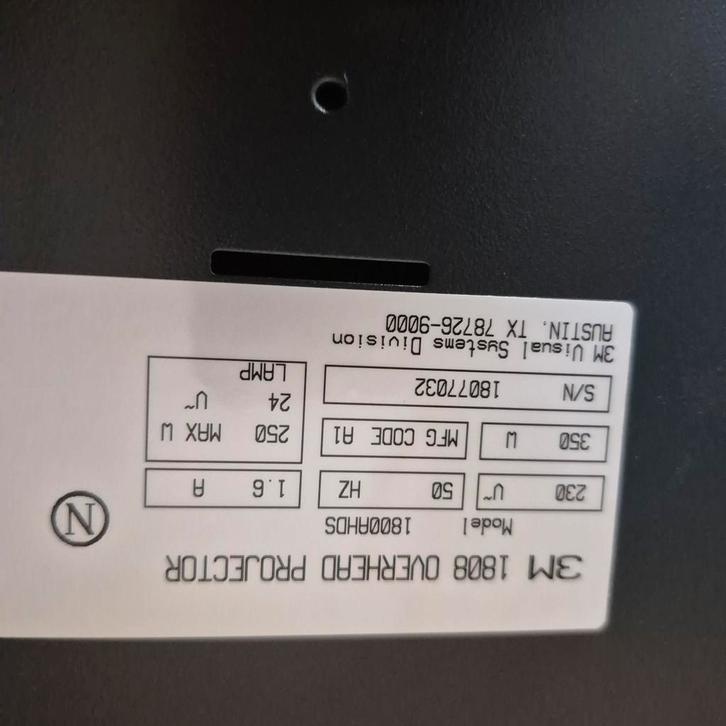 3M 1808 OVERHEAD PROJECTOR
Model 1800AHDS
230 V~ 50 HZ 1.6 A
350 W MFG CODE A1 250 MAX W
24 V~
LAMP
S/N 18077032
3M Visual Systems Division
AUSTIN, TX 78726-9000
N